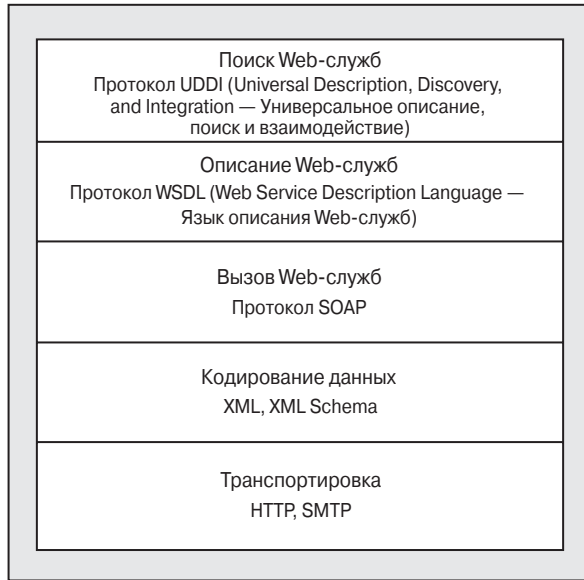 Поиск Web-служб
Протокол UDDI (Universal Description, Discovery,
and Integration — Универсальное описание,
поиск и взаимодействие)
Описание Web-служб
Протокол WSDL (Web Service Description Language —
Язык описания Web-служб)
Вызов Web-служб
Протокол SOAP
Кодирование данных
XML, XML Schema
Транспортировка
HTTP, SMTP